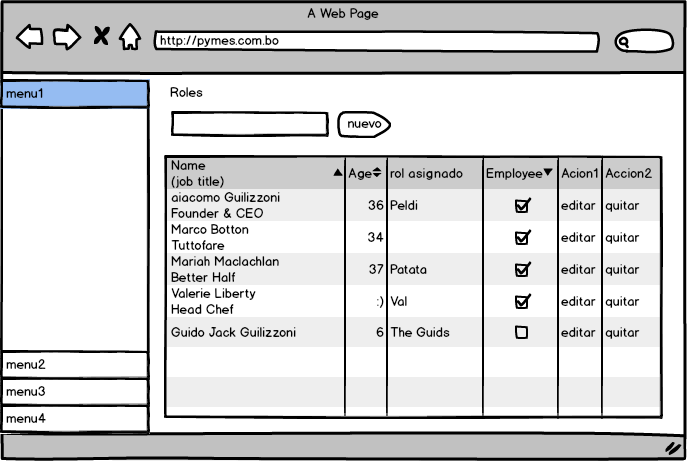 A Web Page
http://pymes.com.bo
menu1
Roles
nuevo
Name
(job title)
Age
rol asignado
Employee
Acion1
Accion2
aiacomo Guilizzoni
Founder & CEO
36
Peldi
editar
quitar
Marco Botton
Tuttofare
34
editar
quitar
Mariah Maclachlan
Better Half
37
Patata
editar
quitar
Valerie Liberty
Head Chef
:)
Val
editar
quitar
Guido Jack Guilizzoni
6
The Guids
editar
quitar
menu2
menu3
menu4